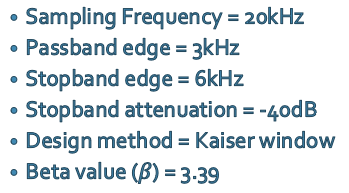 • Sampling Frequency = 20kHz
• Passband edge = 3kHz
• Stopband edge = 6kHz
• Stopband attenuation = -40dB
• Design method = Kaiser window
• Beta value (β) = 3.39